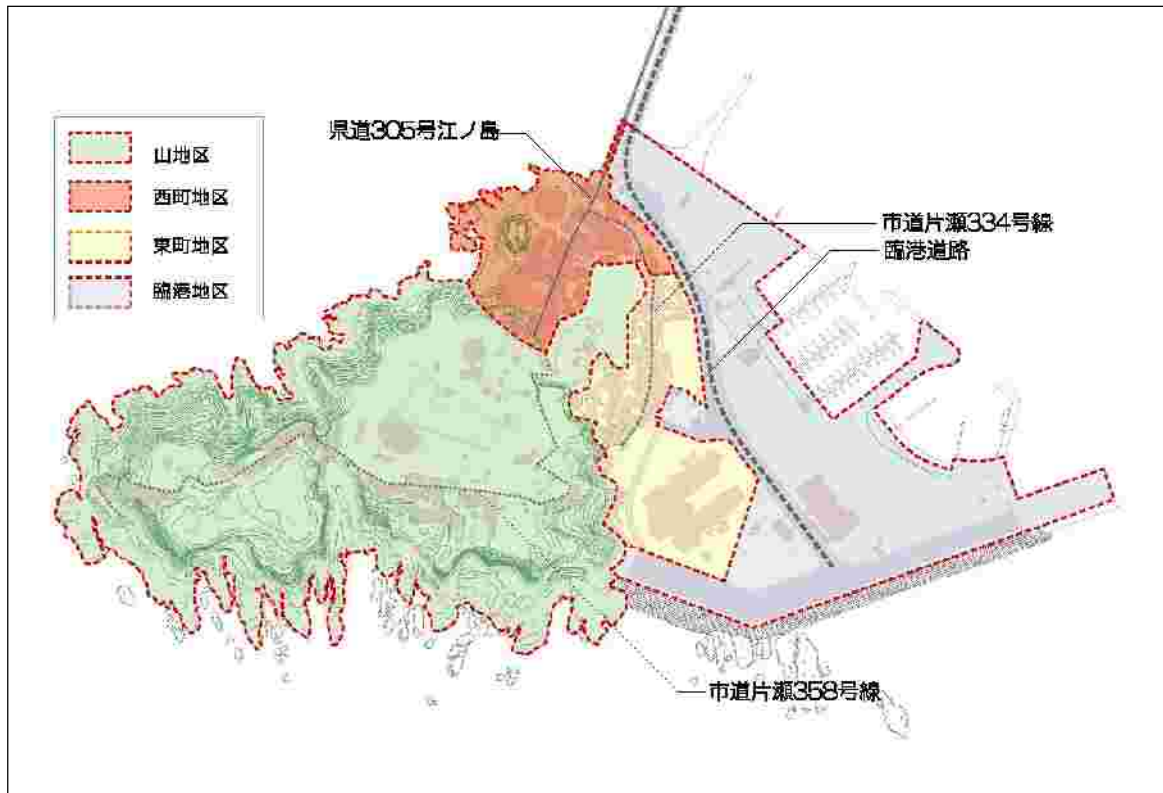 県道305号江ノ島
山地区
西町地区
東町地区
臨港地区
市道片瀬334号線
臨港道路
市道片瀬358号線